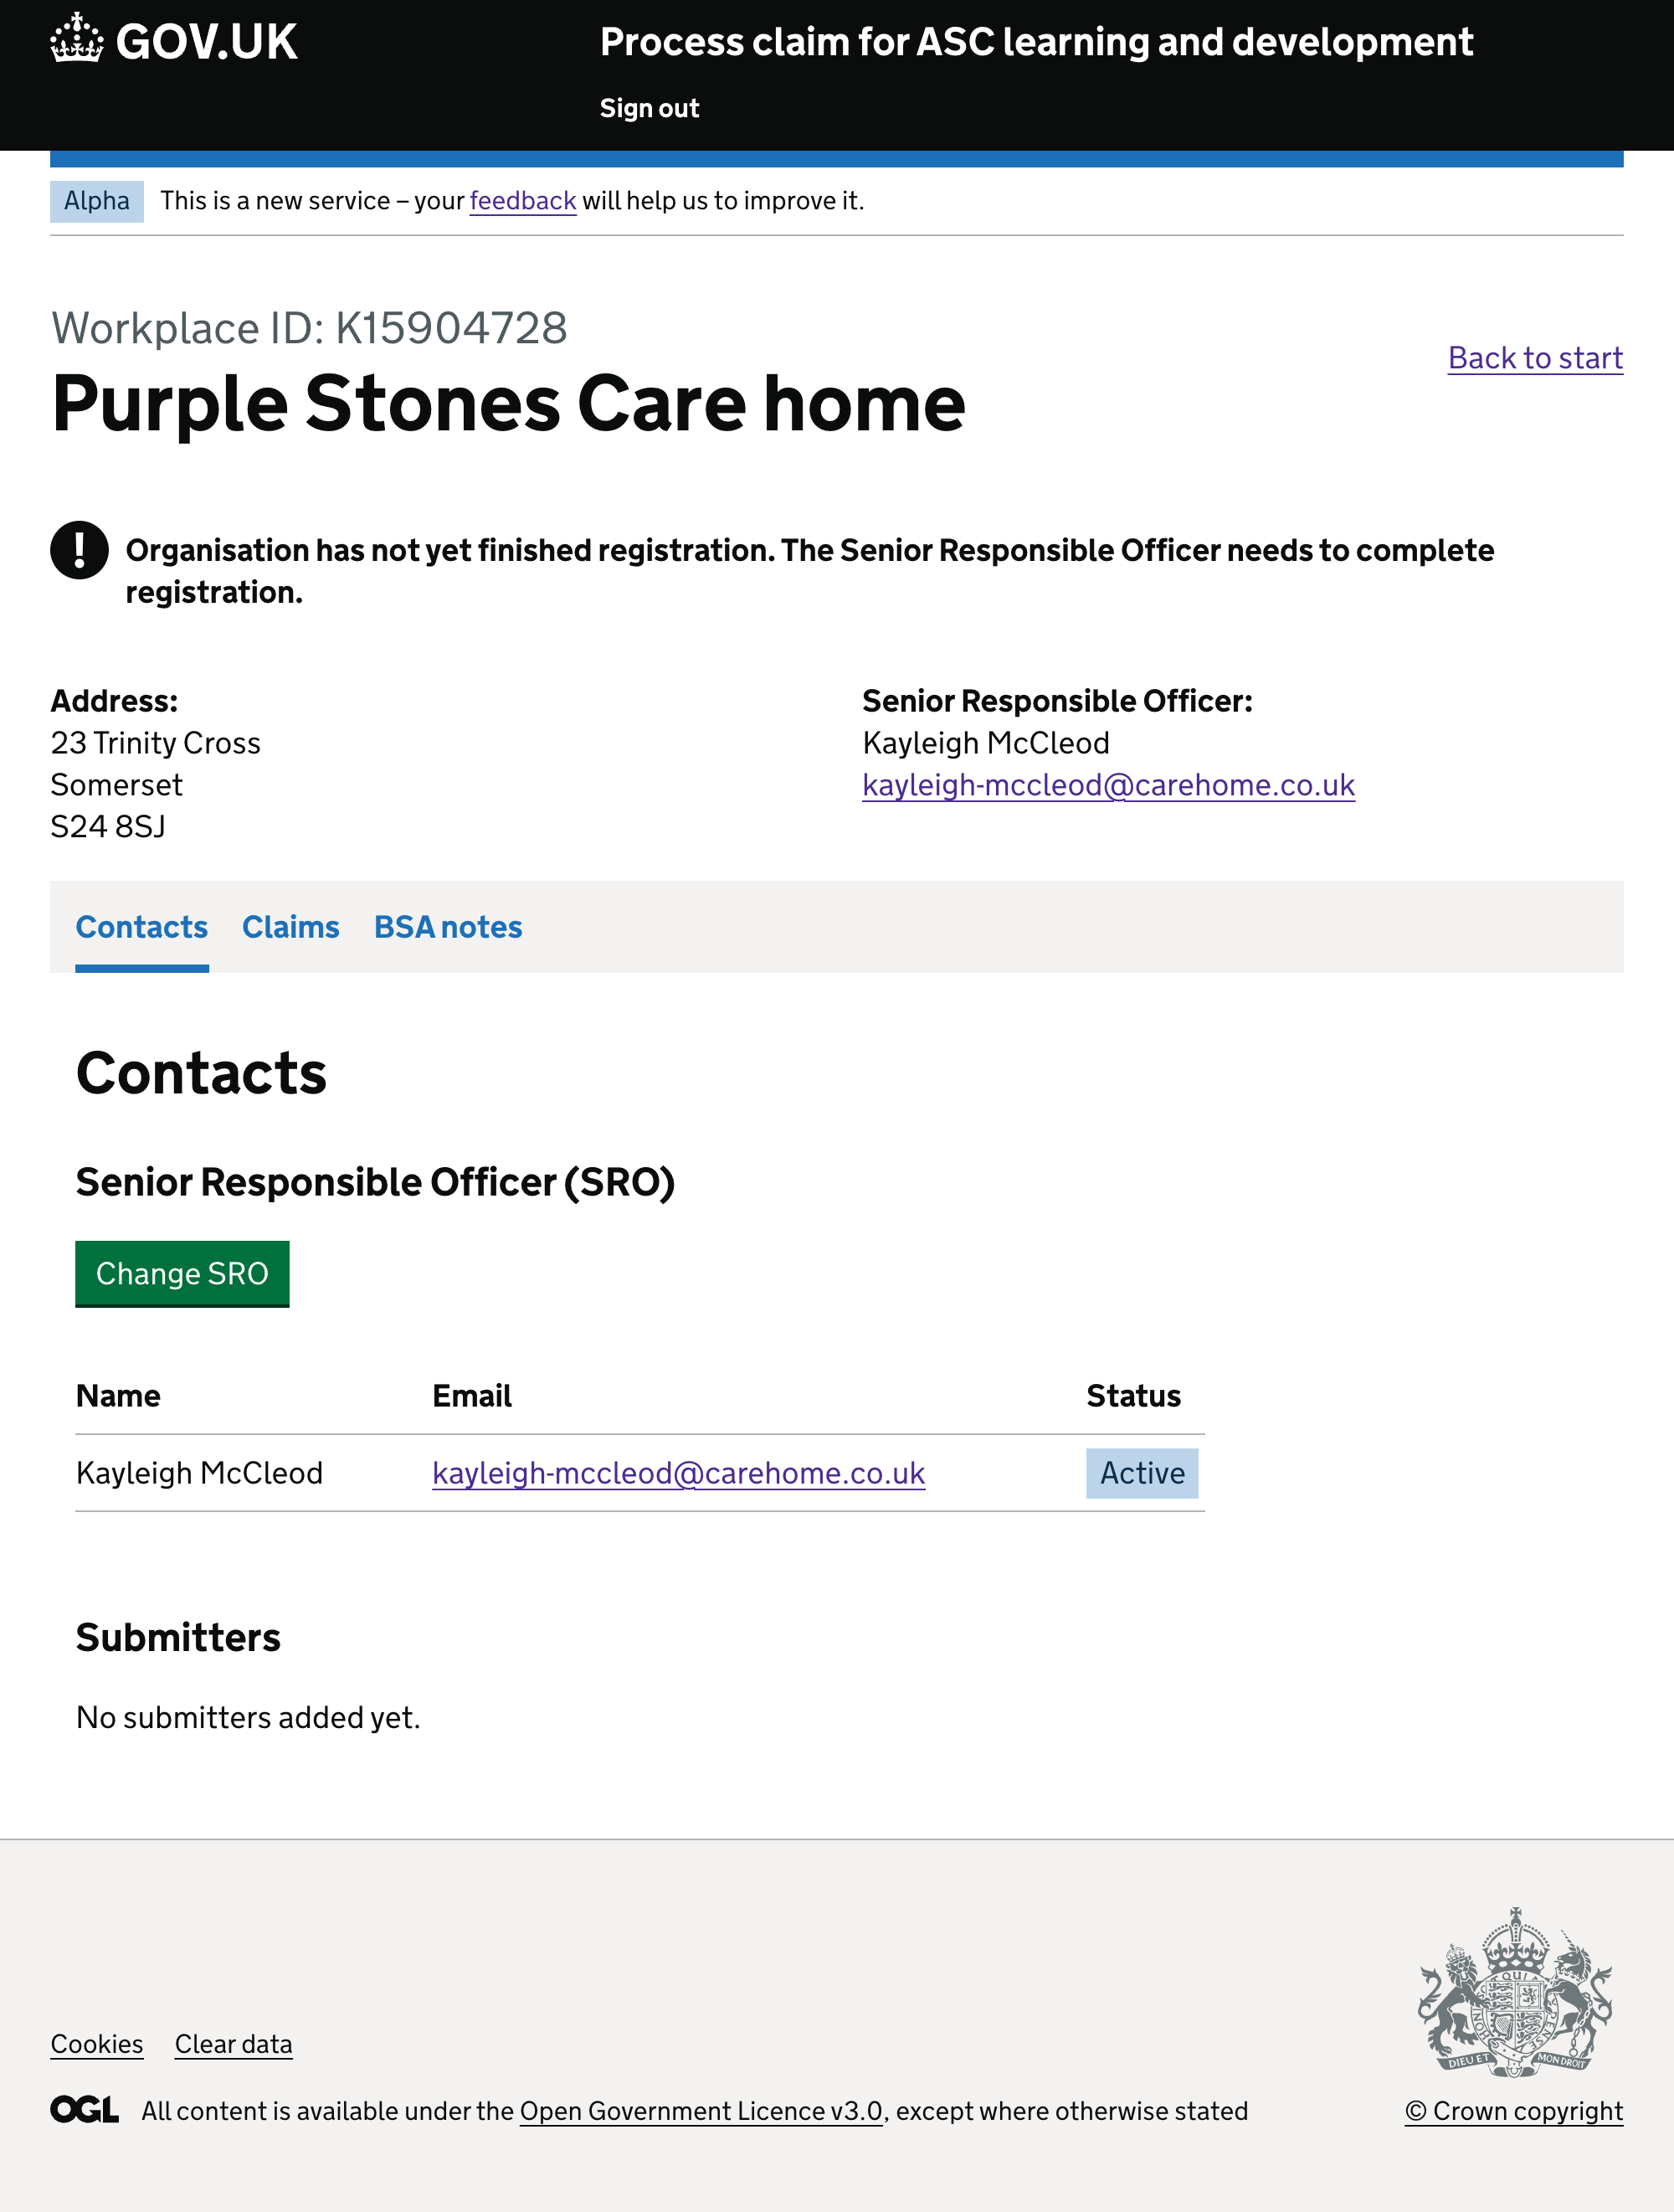 GOV.UK
Process claim for ASC learning and development
Sign out
Alpha This is a new service – your feedback will help us to improve it.
Workplace ID: K15904728
Back to start
Purple Stones Care home
! Organisation has not yet finished registration. The Senior Responsible Officer needs to complete
registration.
Address:
23 Trinity Cross
Somerset
S24 8SJ
Senior Responsible Officer:
Kayleigh McCleod
kayleigh-mccleod@carehome.co.uk
Contacts Claims BSA notes
Contacts
Senior Responsible Officer (SRO)
Change SRO
Name Email Status
Kayleigh McCleod kayleigh-mccleod@carehome.co.uk Active
Submitters
No submitters added yet.
DIEU ET MON DROIT
Cookies Clear data
OGL All content is available under the Open Government Licence v3.0, except where otherwise stated
© Crown copyright